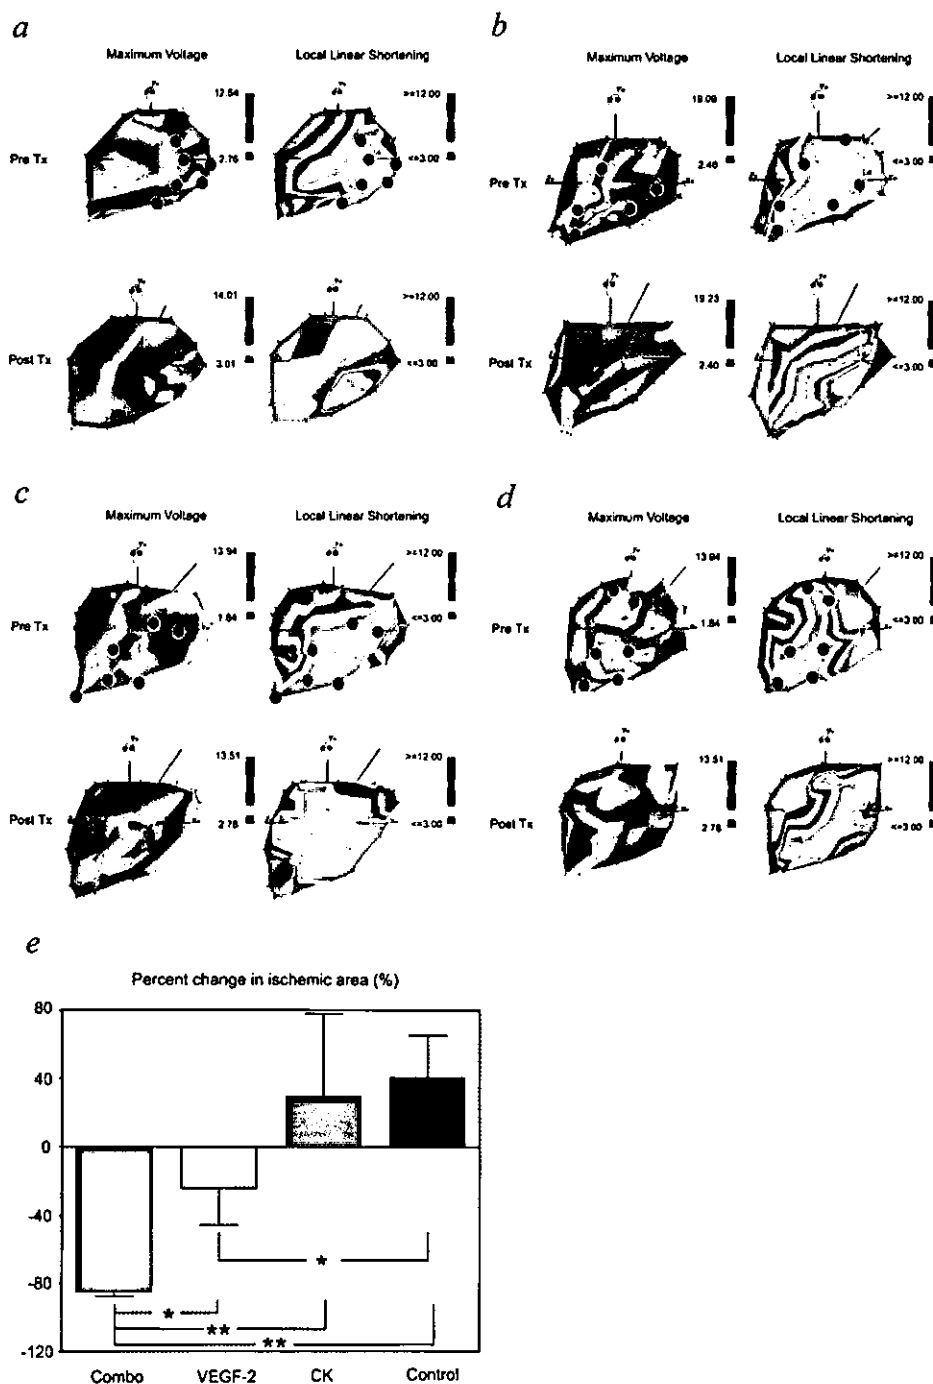 a
b
Maximum Voltage
Local Linear Shortening
Maximum Voltage
Local Linear Shortening
Pre Tx
12.54
2.76
>=12.00
<=3.00
Pre Tx
2.40
>=12.00
<=3.00
Post Tx
14.01
3.01
>=12.00
<=3.00
Post Tx
19.23
2.40
>=12.00
<=3.00
c
d
Maximum Voltage
Local Linear Shortening
Maximum Voltage
Local Linear Shortening
Pre Tx
13.94
1.84
>=12.00
<=3.00
Pre Tx
13.94
1.84
>=12.00
<=3.00
Post Tx
13.51
2.76
>=12.00
<=3.00
Post Tx
13.51
2.76
>=12.00
<=3.00
e
Percent change in ischemic area (%)
80
40
0
-40
-80
-120
*
*
**
**
Combo
VEGF-2
CK
Control